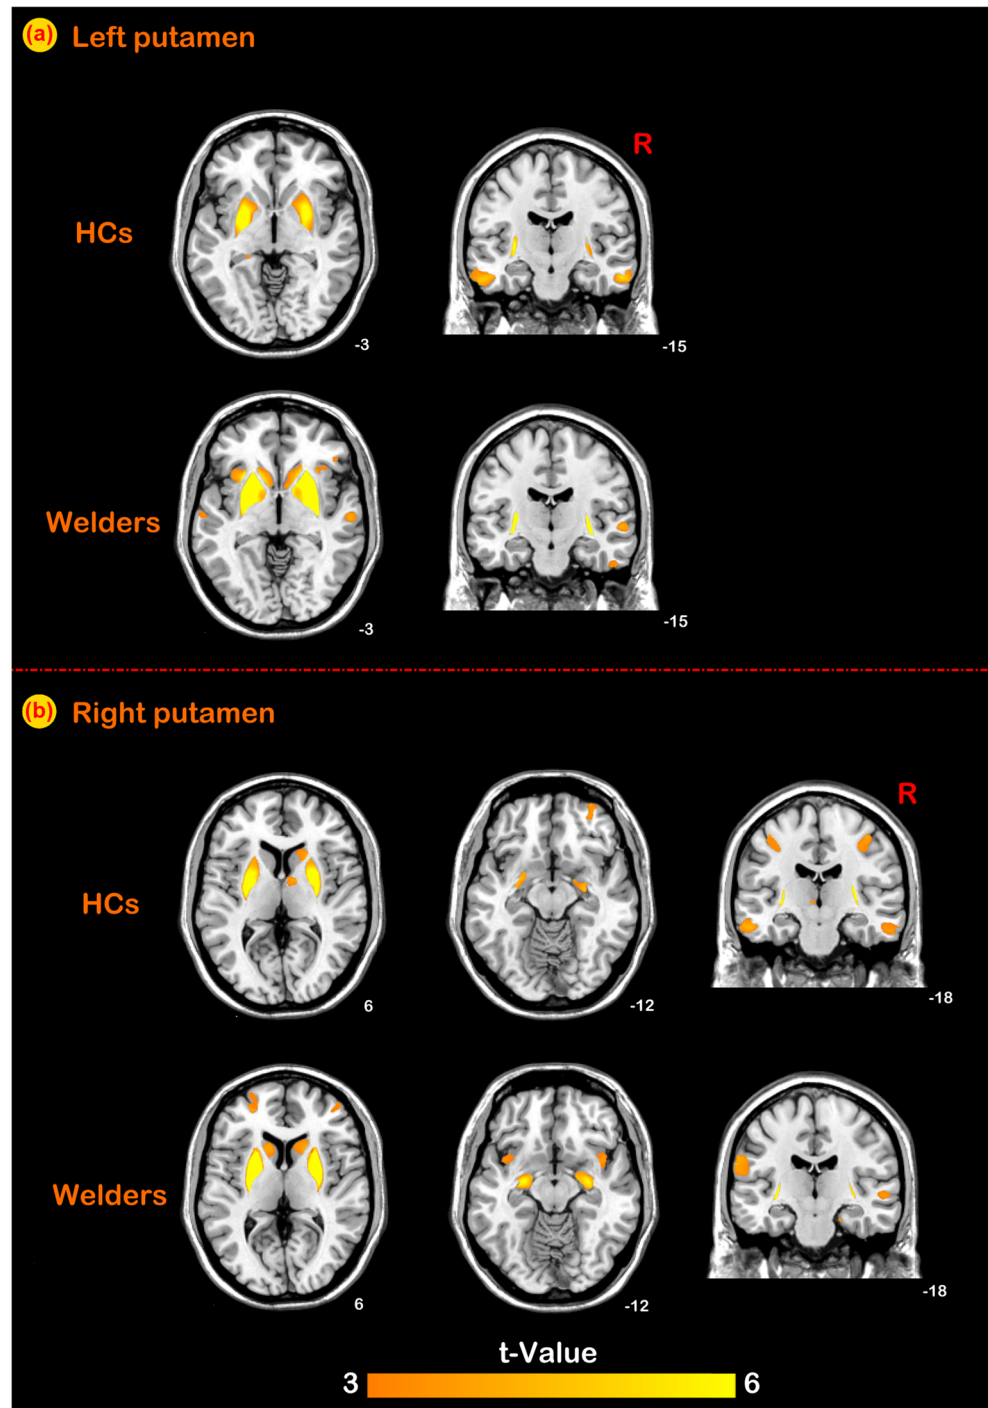 (a) Left putamen
R
HCs
-3
-15
Welders
-3
-15
(b) Right putamen
R
HCs
6
-12
-18
Welders
6
-12
-18
t-Value
3 6